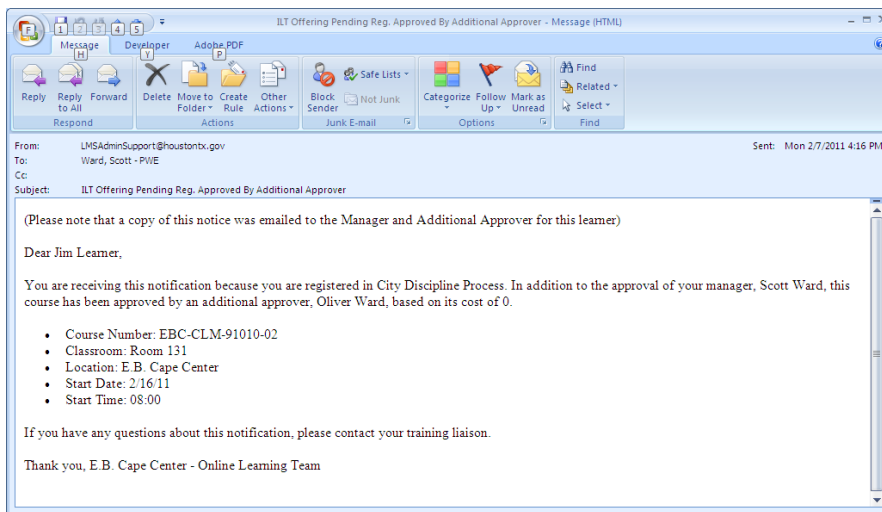 ILT Offering Pending Reg. Approved By Additional Approver - Message (HTML)
F 1 2 3 4 5
Message Developer Adobe PDF
H Y P
Reply Reply to All Forward
Respond
Delete Move to Folder Create Rule Other Actions
Actions
Block Sender Safe Lists Not Junk
Junk E-mail
Categorize Follow Up Mark as Unread
Options
Find
Related
Select
Find
From: LMSAdminSupport@houstontx.gov Sent: Mon 2/7/2011 4:16 PM
To: Ward, Scott - PWE
Cc:
Subject: ILT Offering Pending Reg. Approved By Additional Approver
(Please note that a copy of this notice was emailed to the Manager and Additional Approver for this learner)
Dear Jim Learner,
You are receiving this notification because you are registered in City Discipline Process. In addition to the approval of your manager, Scott Ward, this
course has been approved by an additional approver, Oliver Ward, based on its cost of 0.
• Course Number: EBC-CLM-91010-02
• Classroom: Room 131
• Location: E.B. Cape Center
• Start Date: 2/16/11
• Start Time: 08:00
If you have any questions about this notification, please contact your training liaison.
Thank you, E.B. Cape Center - Online Learning Team